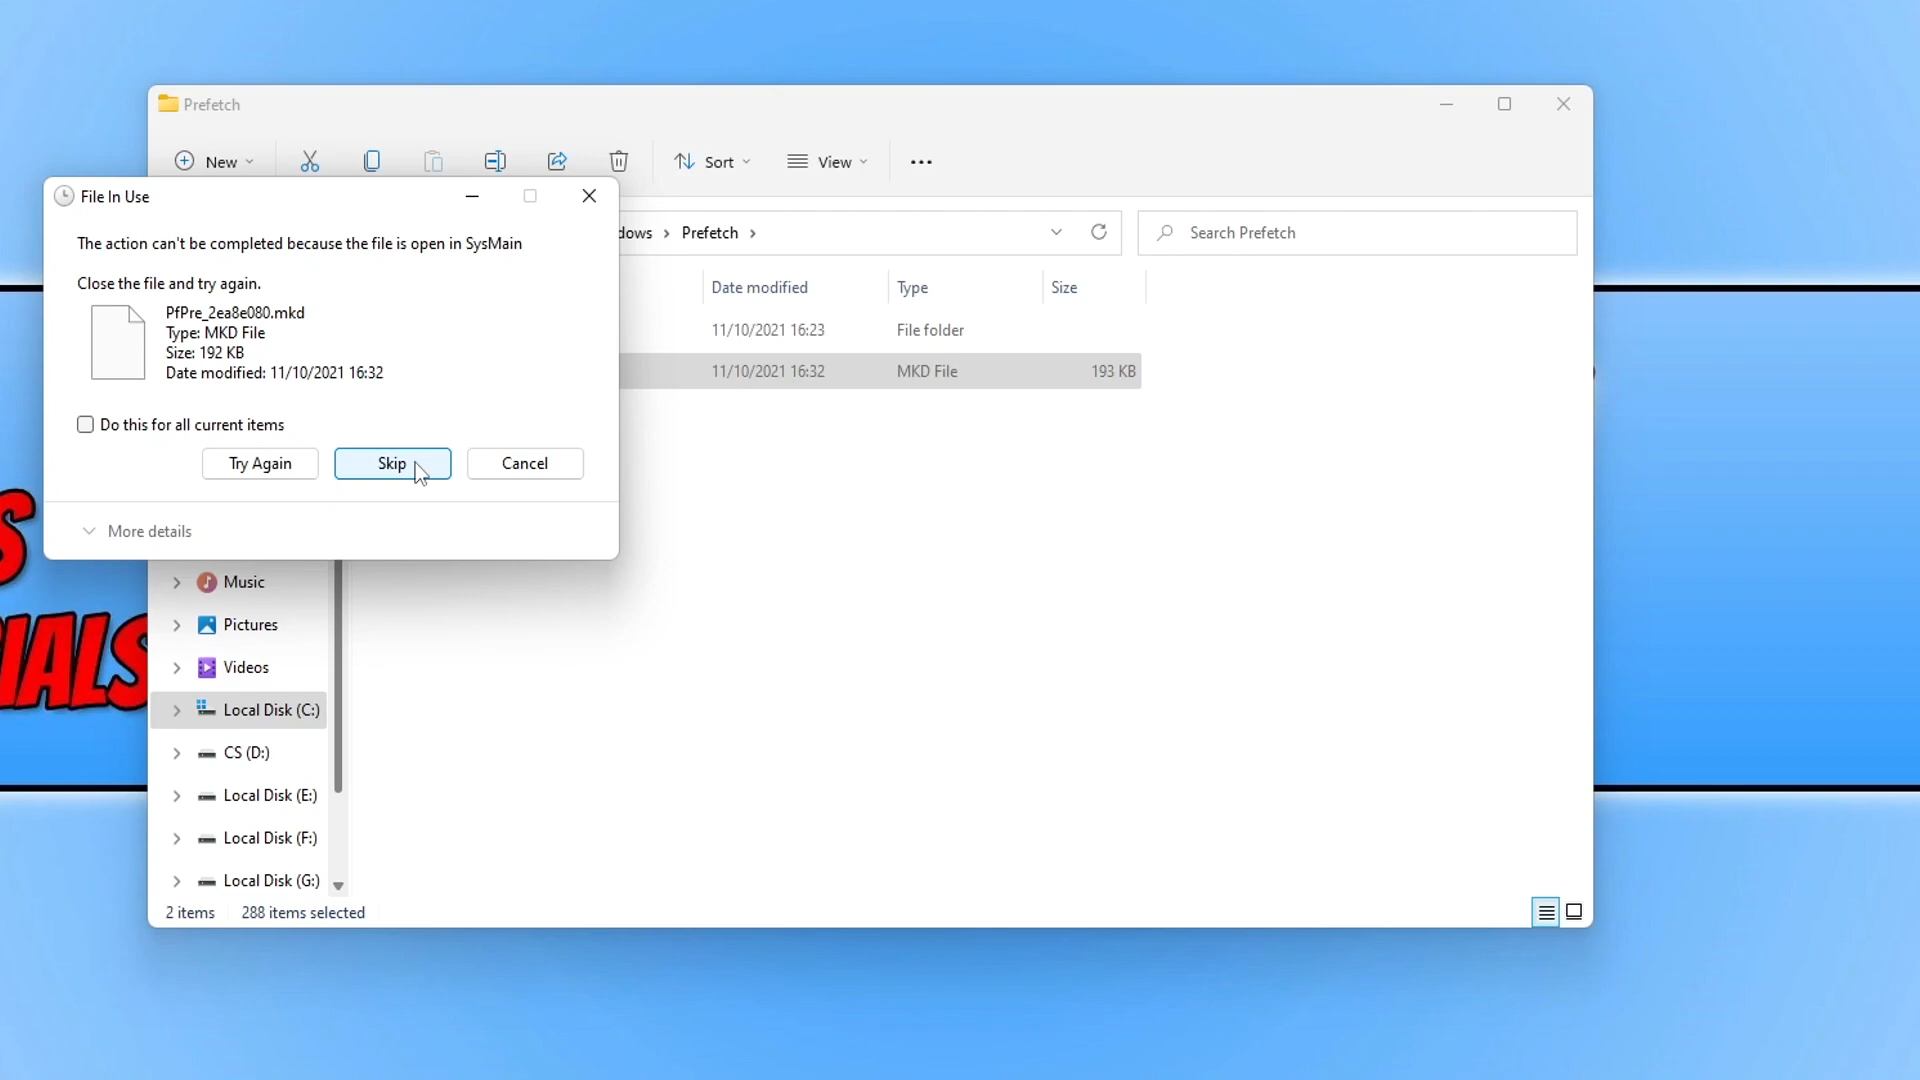 Prefetch
New
Sort
View
File In Use
The action can't be completed because the file is open in SysMain
Close the file and try again.
PfPre_2ea8e080.mkd
Type: MKD File
Size: 192 KB
Date modified: 11/10/2021 16:32
Do this for all current items
Try Again
Skip
Cancel
More details
dows > Prefetch >
Search Prefetch
Date modified
Type
Size
11/10/2021 16:23
File folder
11/10/2021 16:32
MKD File
193 KB
Music
Pictures
Videos
Local Disk (C:)
CS (D:)
Local Disk (E:)
Local Disk (F:)
Local Disk (G:)
2 items
288 items selected
S
IALS